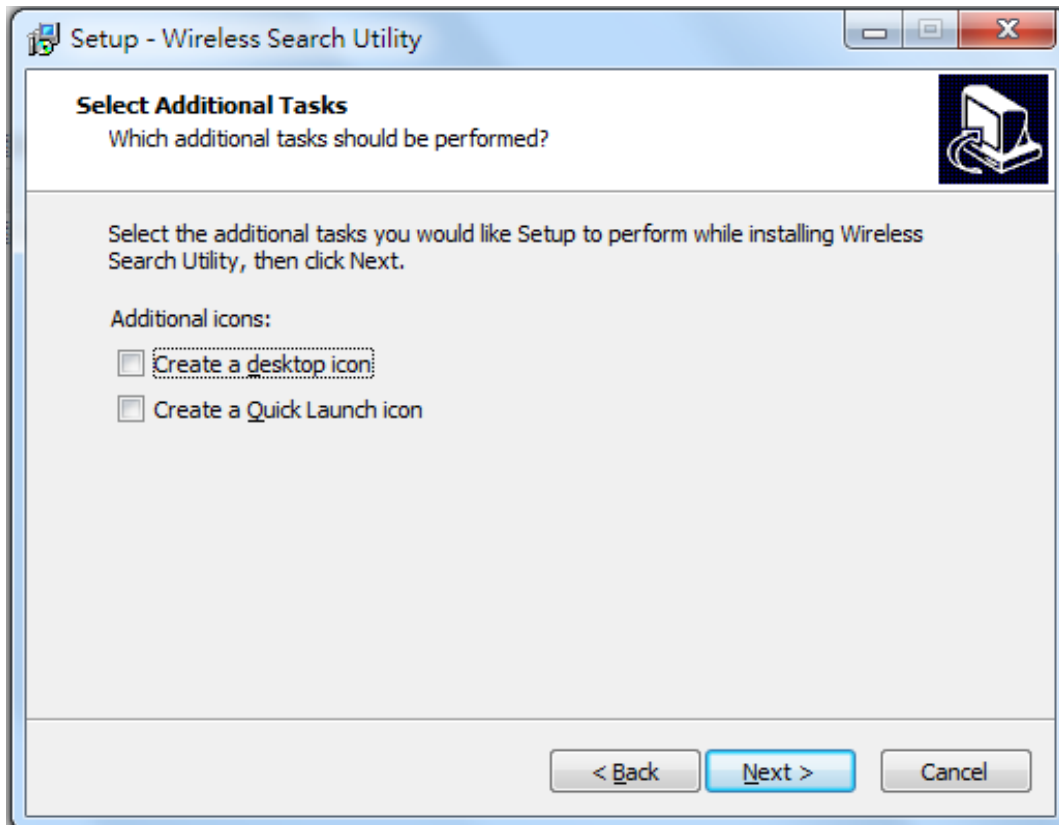 Setup - Wireless Search Utility
Select Additional Tasks
Which additional tasks should be performed?
Select the additional tasks you would like Setup to perform while installing Wireless
Search Utility, then click Next.
Additional icons:
Create a desktop icon
Create a Quick Launch icon
< Back Next > Cancel